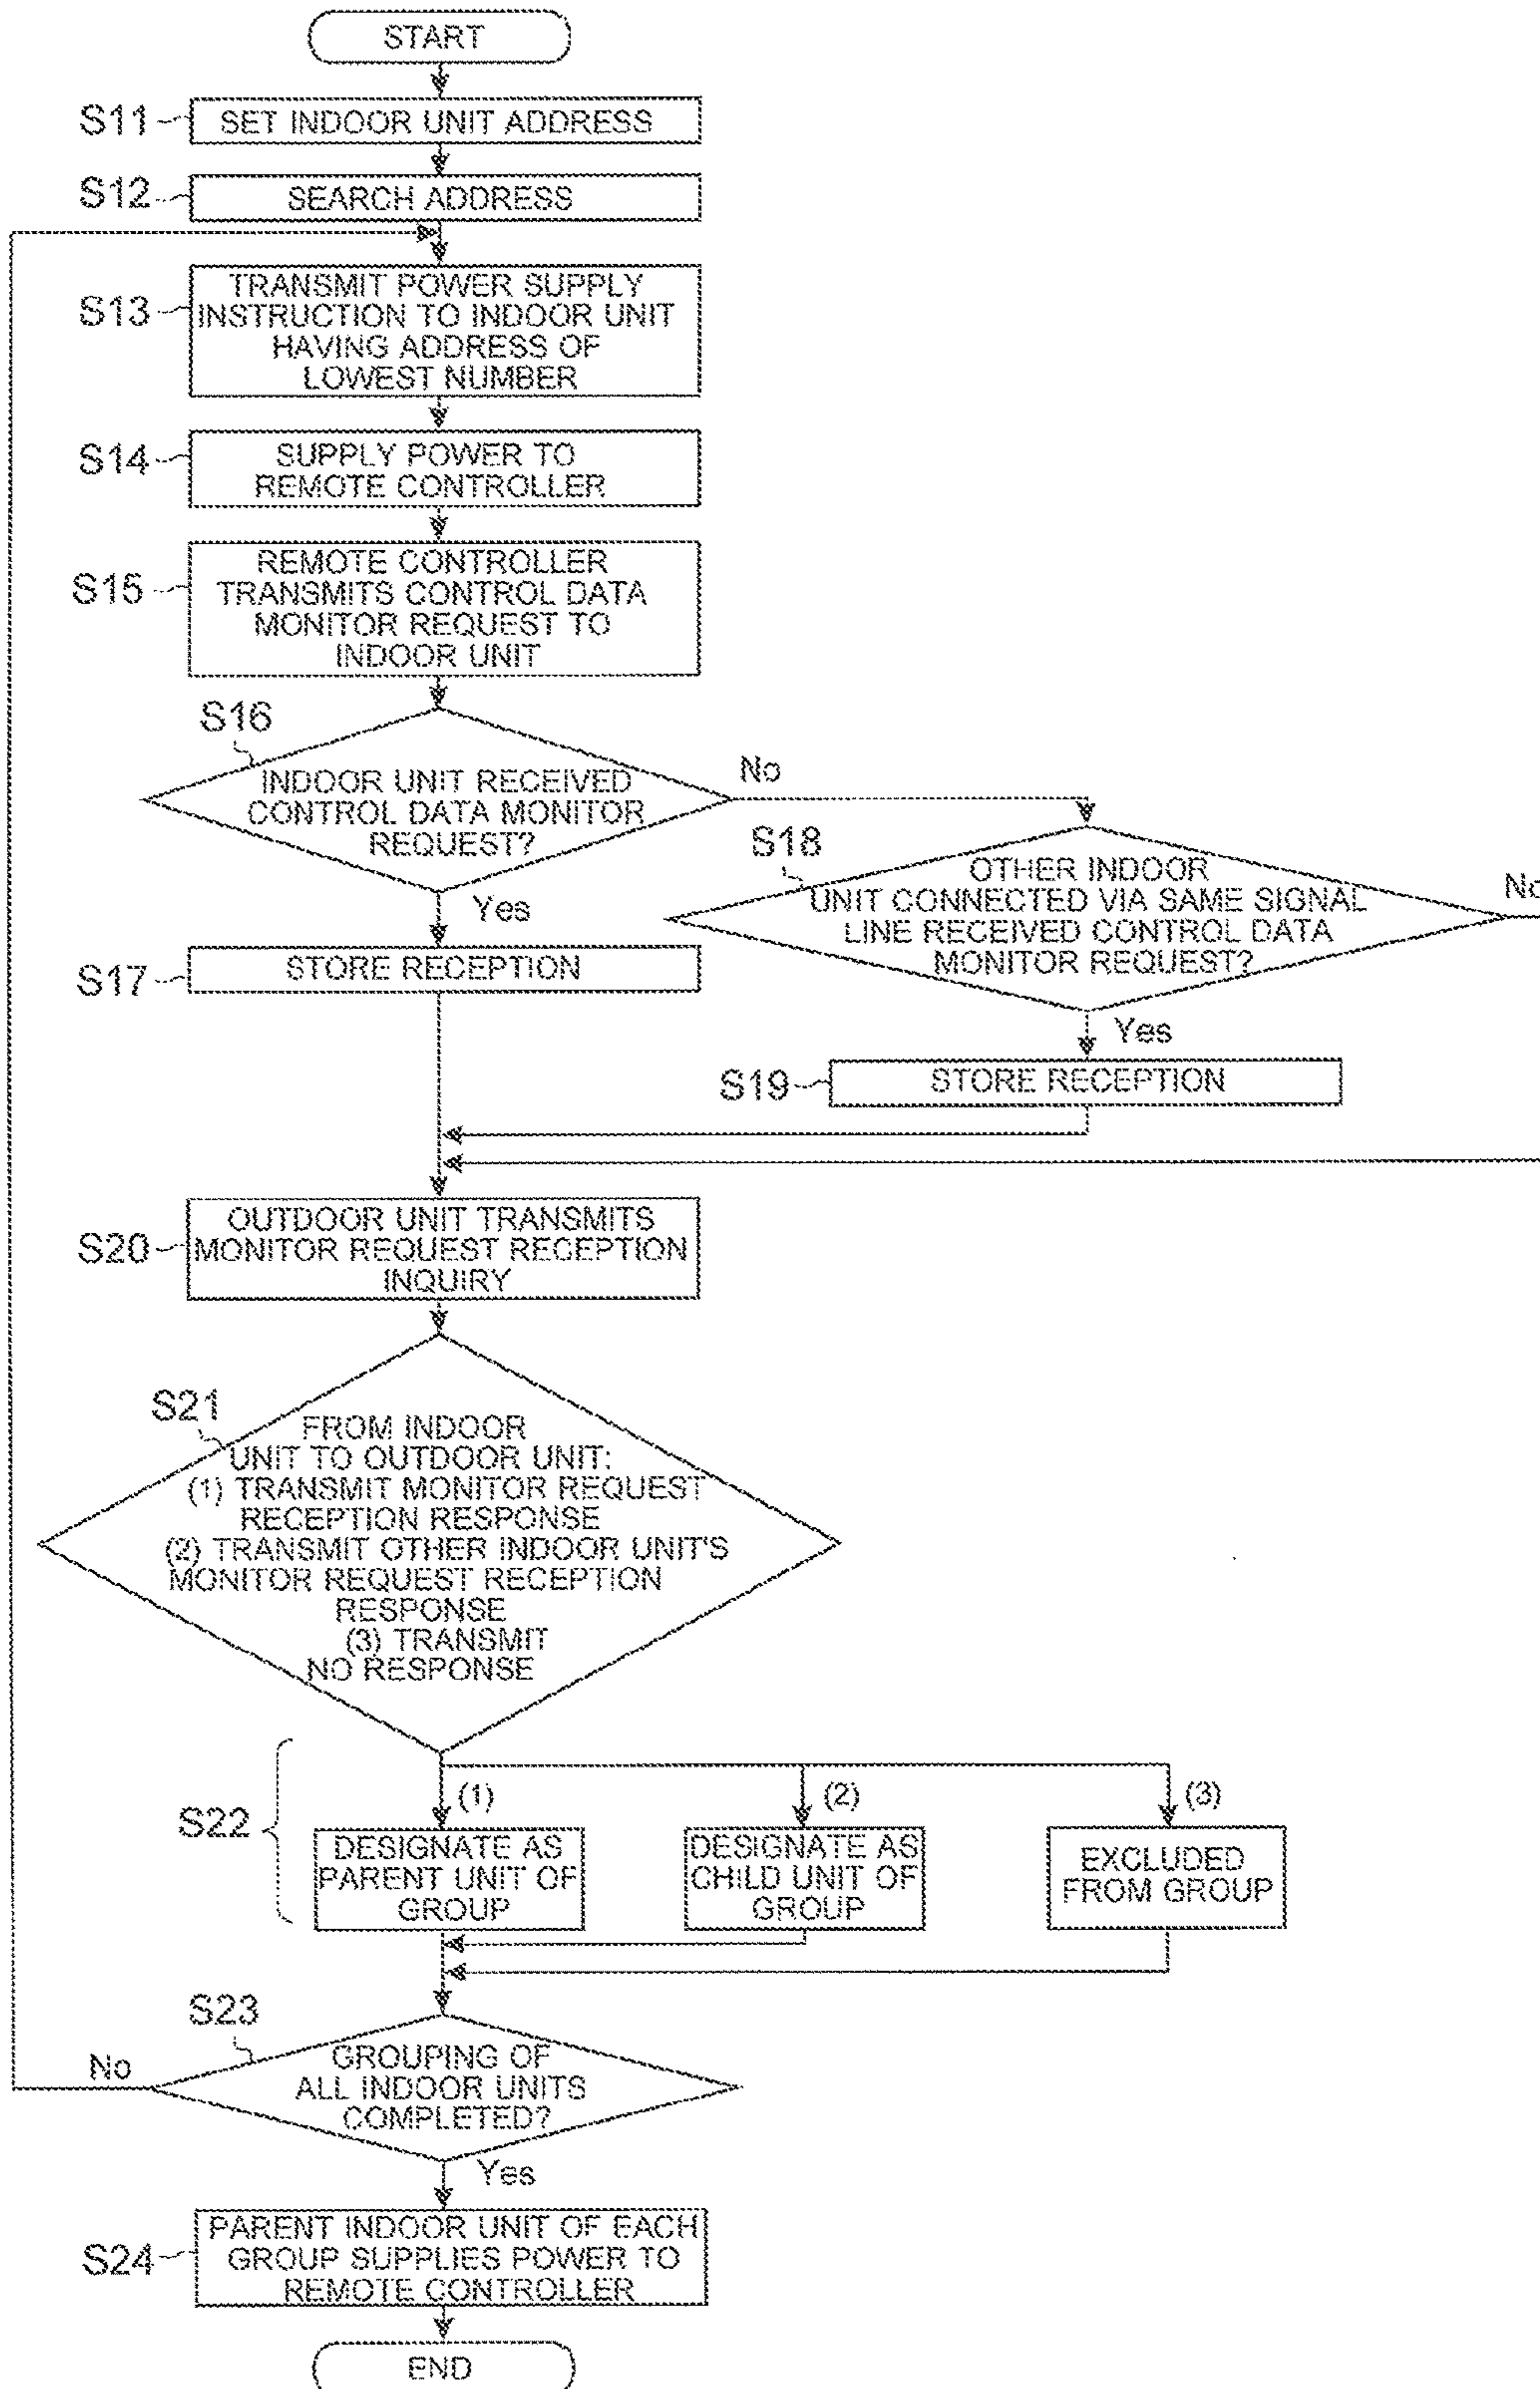 START
S11
SET INDOOR UNIT ADDRESS
S12
SEARCH ADDRESS
S13
TRANSMIT POWER SUPPLY
INSTRUCTION TO INDOOR UNIT
HAVING ADDRESS OF
LOWEST NUMBER
S14
SUPPLY POWER TO
REMOTE CONTROLLER
S15
REMOTE CONTROLLER
TRANSMITS CONTROL DATA
MONITOR REQUEST TO
INDOOR UNIT
S16
INDOOR UNIT RECEIVED
CONTROL DATA MONITOR
REQUEST?
No
Yes
S18
OTHER INDOOR
UNIT CONNECTED VIA SAME SIGNAL
LINE RECEIVED CONTROL DATA
MONITOR REQUEST?
No
Yes
S17
STORE RECEPTION
S19
STORE RECEPTION
S20
OUTDOOR UNIT TRANSMITS
MONITOR REQUEST RECEPTION
INQUIRY
S21
FROM INDOOR
UNIT TO OUTDOOR UNIT:
(1) TRANSMIT MONITOR REQUEST
RECEPTION RESPONSE
(2) TRANSMIT OTHER INDOOR UNIT'S
MONITOR REQUEST RECEPTION
RESPONSE
(3) TRANSMIT
NO RESPONSE
S22
(1)
DESIGNATE AS
PARENT UNIT OF
GROUP
(2)
DESIGNATE AS
CHILD UNIT OF
GROUP
(3)
EXCLUDED
FROM GROUP
S23
GROUPING OF
ALL INDOOR UNITS
COMPLETED?
No
Yes
S24
PARENT INDOOR UNIT OF EACH
GROUP SUPPLIES POWER TO
REMOTE CONTROLLER
END